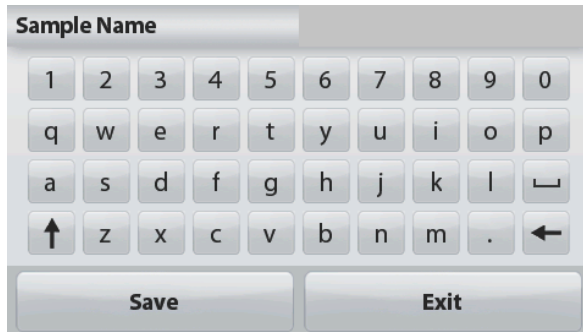 Sample Name
1 2 3 4 5 6 7 8 9 0
q w e r t y u i o p
a s d f g h j k l
z x c v b n m .
Save Exit